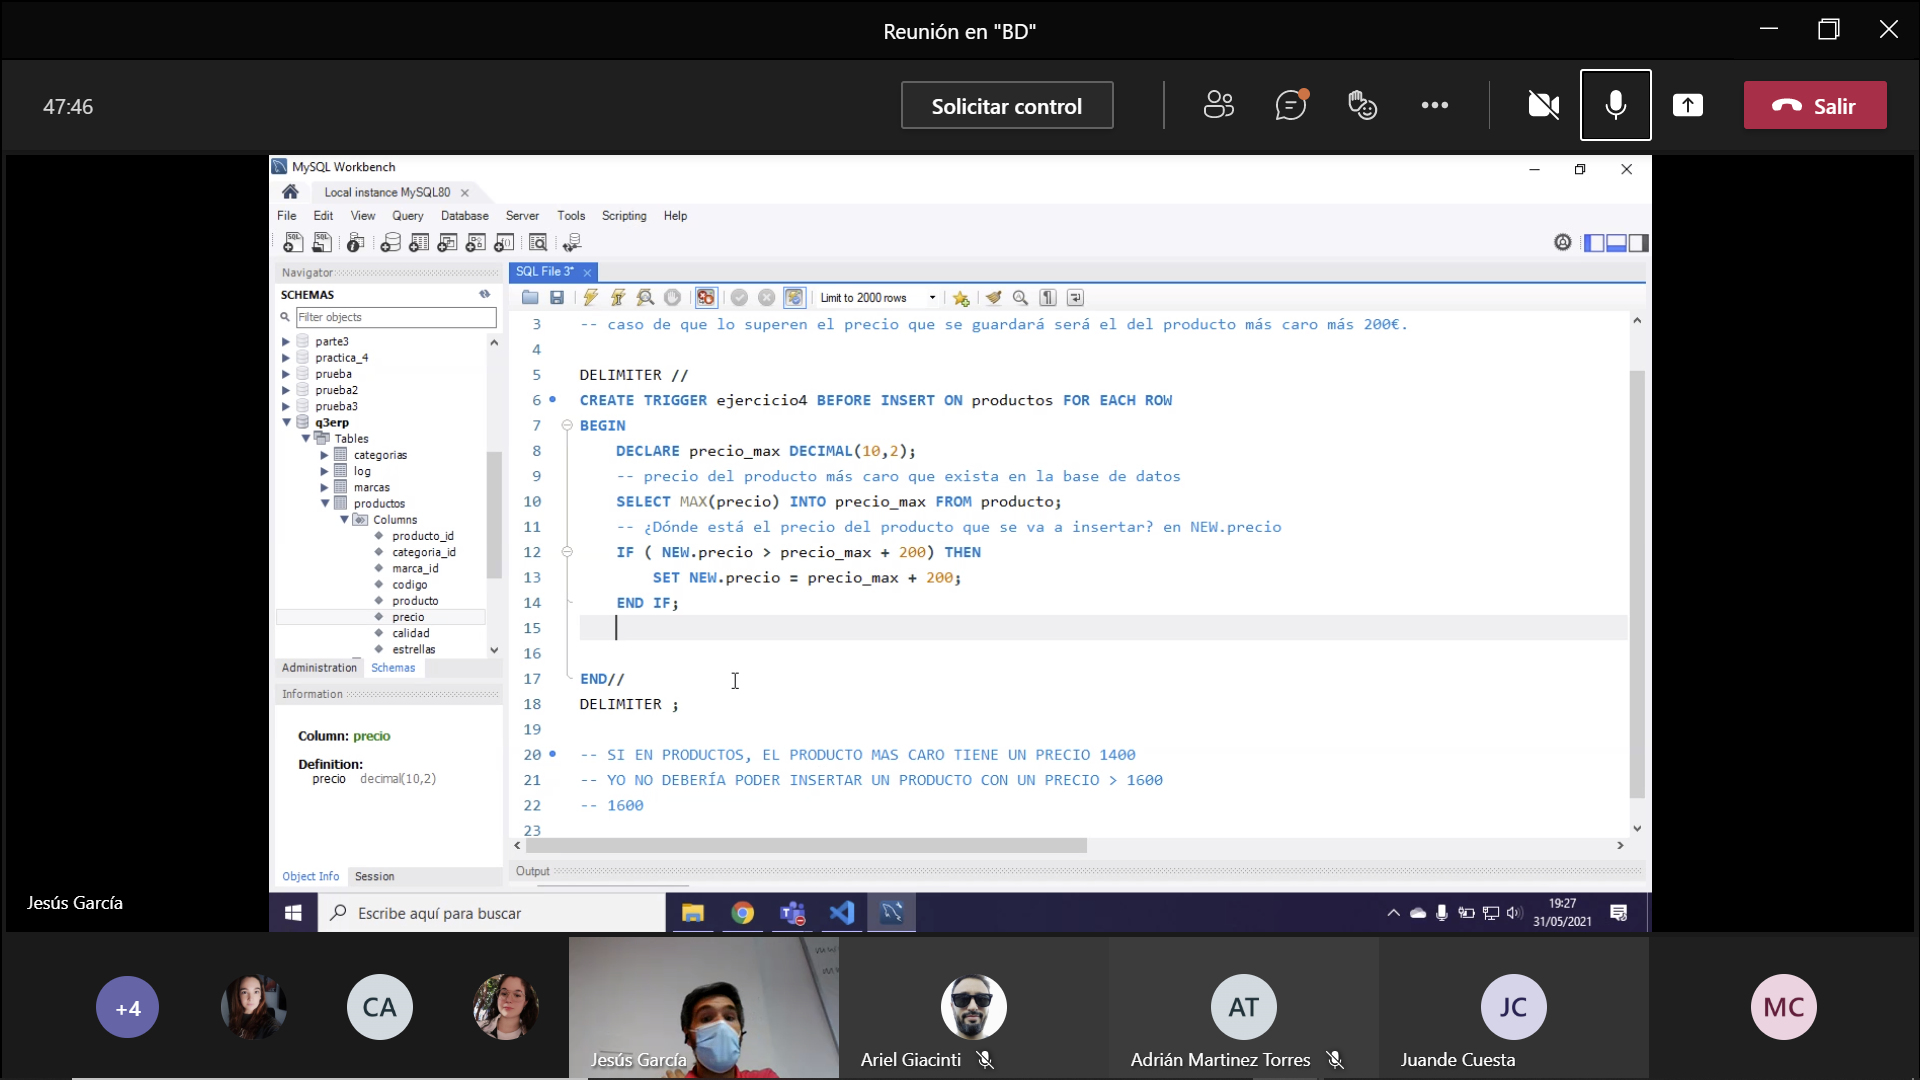 Reunión en "BD"
47:46
Solicitar control
Salir
MySQL Workbench
Local instance MySQL80
File Edit View Query Database Server Tools Scripting Help
Navigator
SCHEMAS
Filter objects
parte3
practica_4
prueba
prueba2
prueba3
q3erp
Tables
categorias
log
marcas
productos
Columns
producto_id
categoria_id
marca_id
codigo
producto
precio
calidad
estrellas
Administration Schemas
Information
Column: precio
Definition:
precio decimal(10,2)
Object Info Session
SQL File 3*
Limit to 2000 rows
3 -- caso de que lo superen el precio que se guardará será el del producto más caro más 200€.
4
5 DELIMITER //
6 CREATE TRIGGER ejercicio4 BEFORE INSERT ON productos FOR EACH ROW
7 BEGIN
8 DECLARE precio_max DECIMAL(10,2);
9 -- precio del producto más caro que exista en la base de datos
10 SELECT MAX(precio) INTO precio_max FROM producto;
11 -- ¿Dónde está el precio del producto que se va a insertar? en NEW.precio
12 IF ( NEW.precio > precio_max + 200) THEN
13 SET NEW.precio = precio_max + 200;
14 END IF;
15
16
17 END//
18 DELIMITER ;
19
20 -- SI EN PRODUCTOS, EL PRODUCTO MAS CARO TIENE UN PRECIO 1400
21 -- YO NO DEBERÍA PODER INSERTAR UN PRODUCTO CON UN PRECIO > 1600
22 -- 1600
23
Output
Jesús García
Escribe aquí para buscar
19:27
31/05/2021
+4
CA
Jesús García
Ariel Giacinti
AT
Adrián Martinez Torres
JC
Juande Cuesta
MC